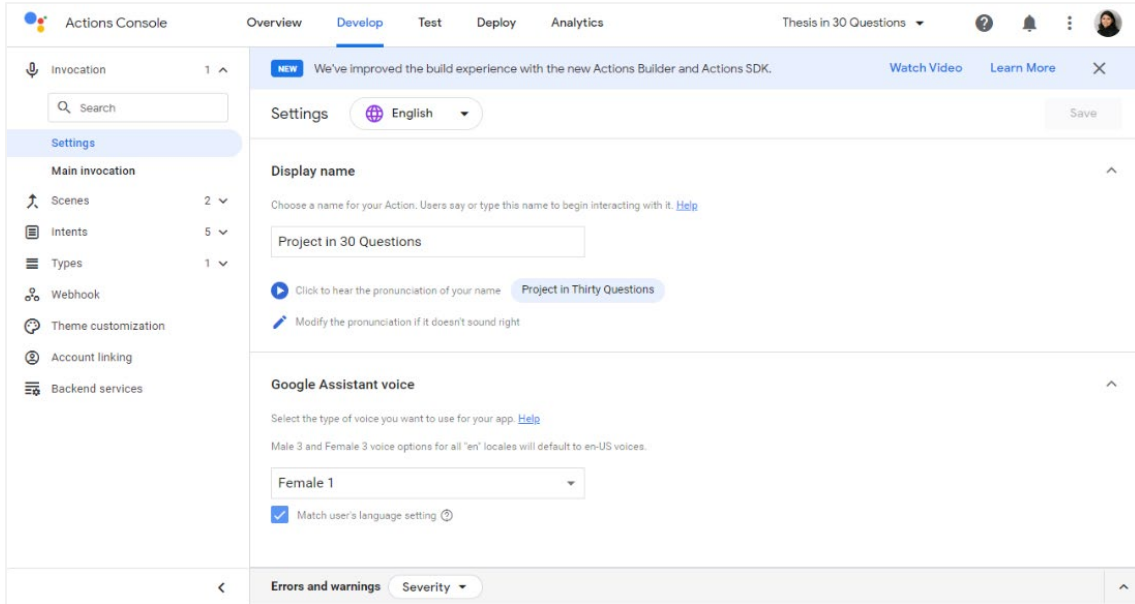 Actions Console Overview Develop Test Deploy Analytics Thesis in 30 Questions
Invocation 1
Search
Settings
Main invocation
Scenes 2
Intents 5
Types 1
Webhook
Theme customization
Account linking
Backend services
NEW We've improved the build experience with the new Actions Builder and Actions SDK. Watch Video Learn More
Settings English Save
Display name
Choose a name for your Action. Users say or type this name to begin interacting with it. Help
Project in 30 Questions
Click to hear the pronunciation of your name Project in Thirty Questions
Modify the pronunciation if it doesn't sound right
Google Assistant voice
Select the type of voice you want to use for your app. Help
Male 3 and Female 3 voice options for all "en" locales will default to en-US voices.
Female 1
Match user's language setting
Errors and warnings Severity